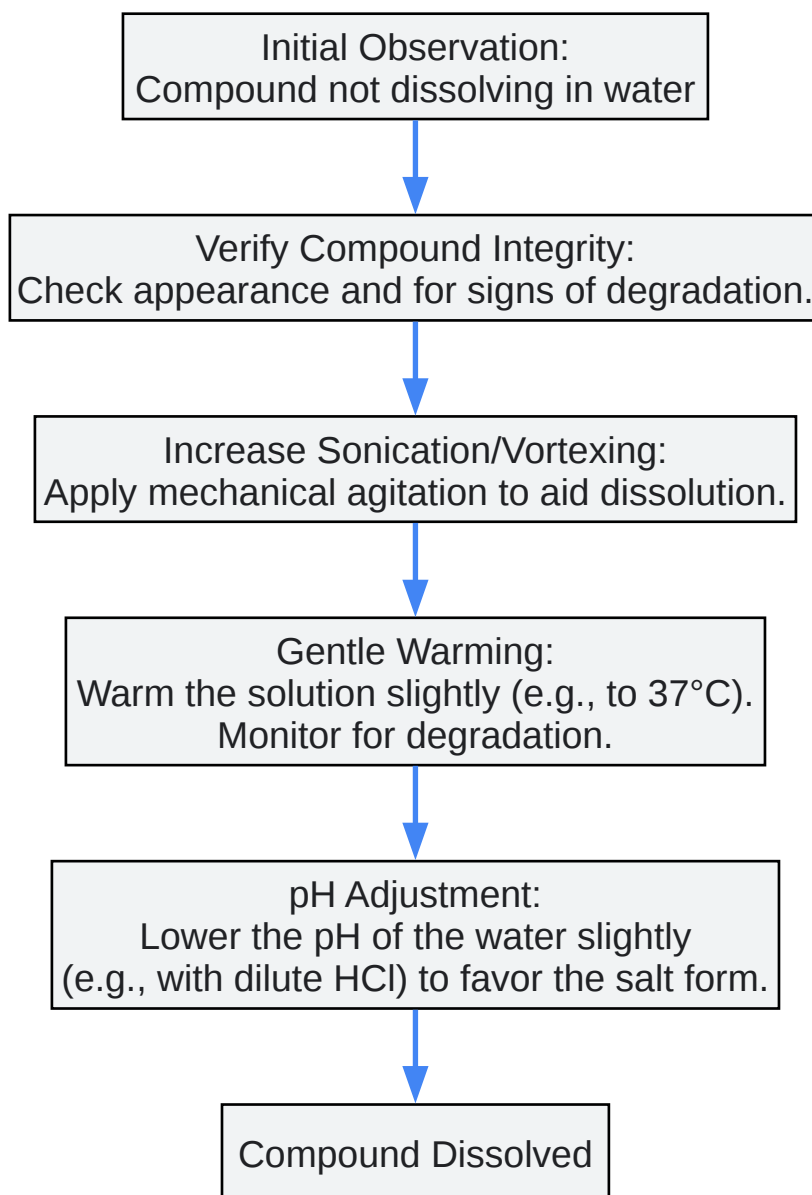 Initial Observation:
Compound not dissolving in water
Verify Compound Integrity:
Check appearance and for signs of degradation.
Increase Sonication/Vortexing:
Apply mechanical agitation to aid dissolution.
Gentle Warming:
Warm the solution slightly (e.g., to 37°C).
Monitor for degradation.
pH Adjustment:
Lower the pH of the water slightly
(e.g., with dilute HCl) to favor the salt form.
Compound Dissolved